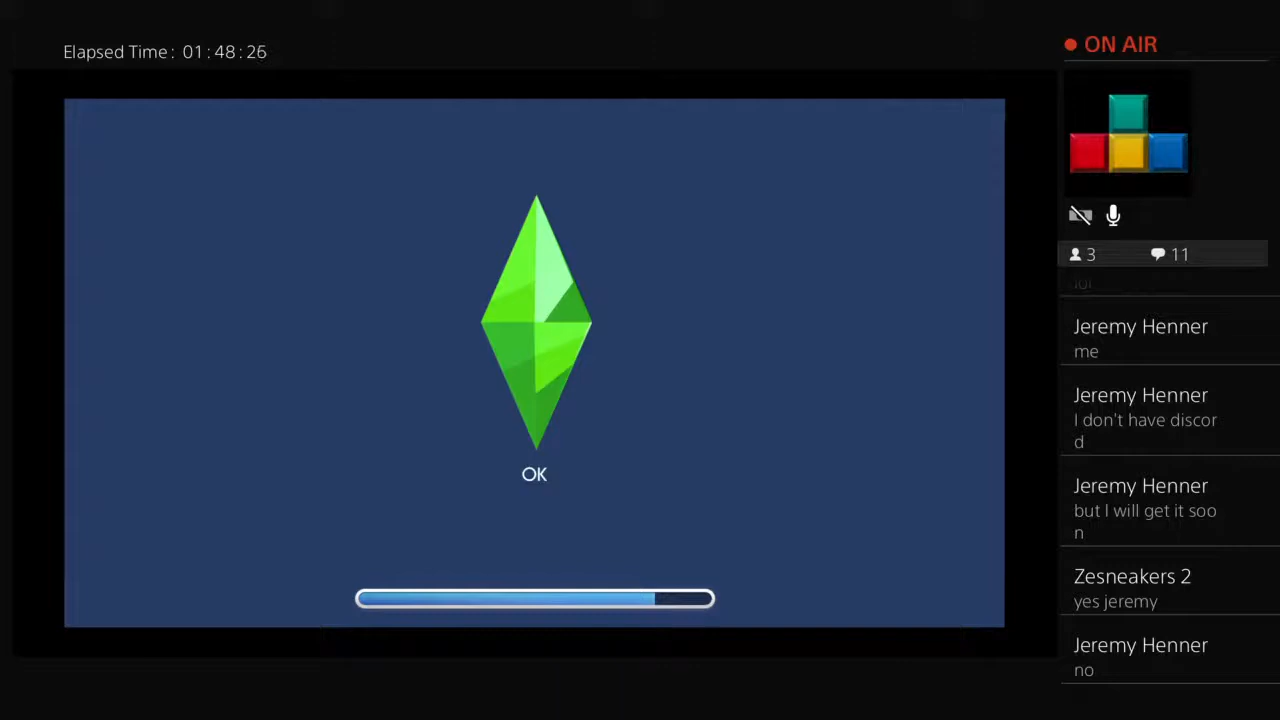 Elapsed Time: 01:48:26
ON AIR
3 11
lol
Jeremy Henner
me
Jeremy Henner
I don't have discor
d
Jeremy Henner
but I will get it soo
n
Zesneakers 2
yes jeremy
Jeremy Henner
no
OK